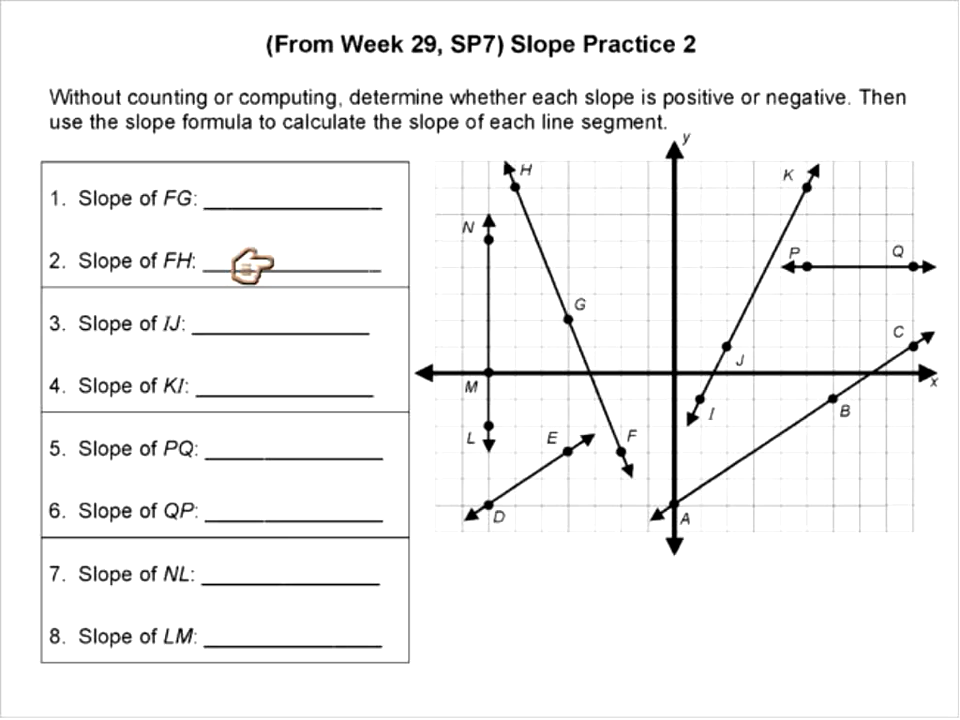 (From Week 29, SP7) Slope Practice 2
Without counting or computing, determine whether each slope is positive or negative. Then
use the slope formula to calculate the slope of each line segment.
1. Slope of FG: _______________
2. Slope of FH: _______________
3. Slope of IJ: _______________
4. Slope of KI: _______________
5. Slope of PQ: _______________
6. Slope of QP: _______________
7. Slope of NL: _______________
8. Slope of LM: _______________
y
H
K
N
P
Q
G
C
J
x
M
I
B
L
E
F
D
A